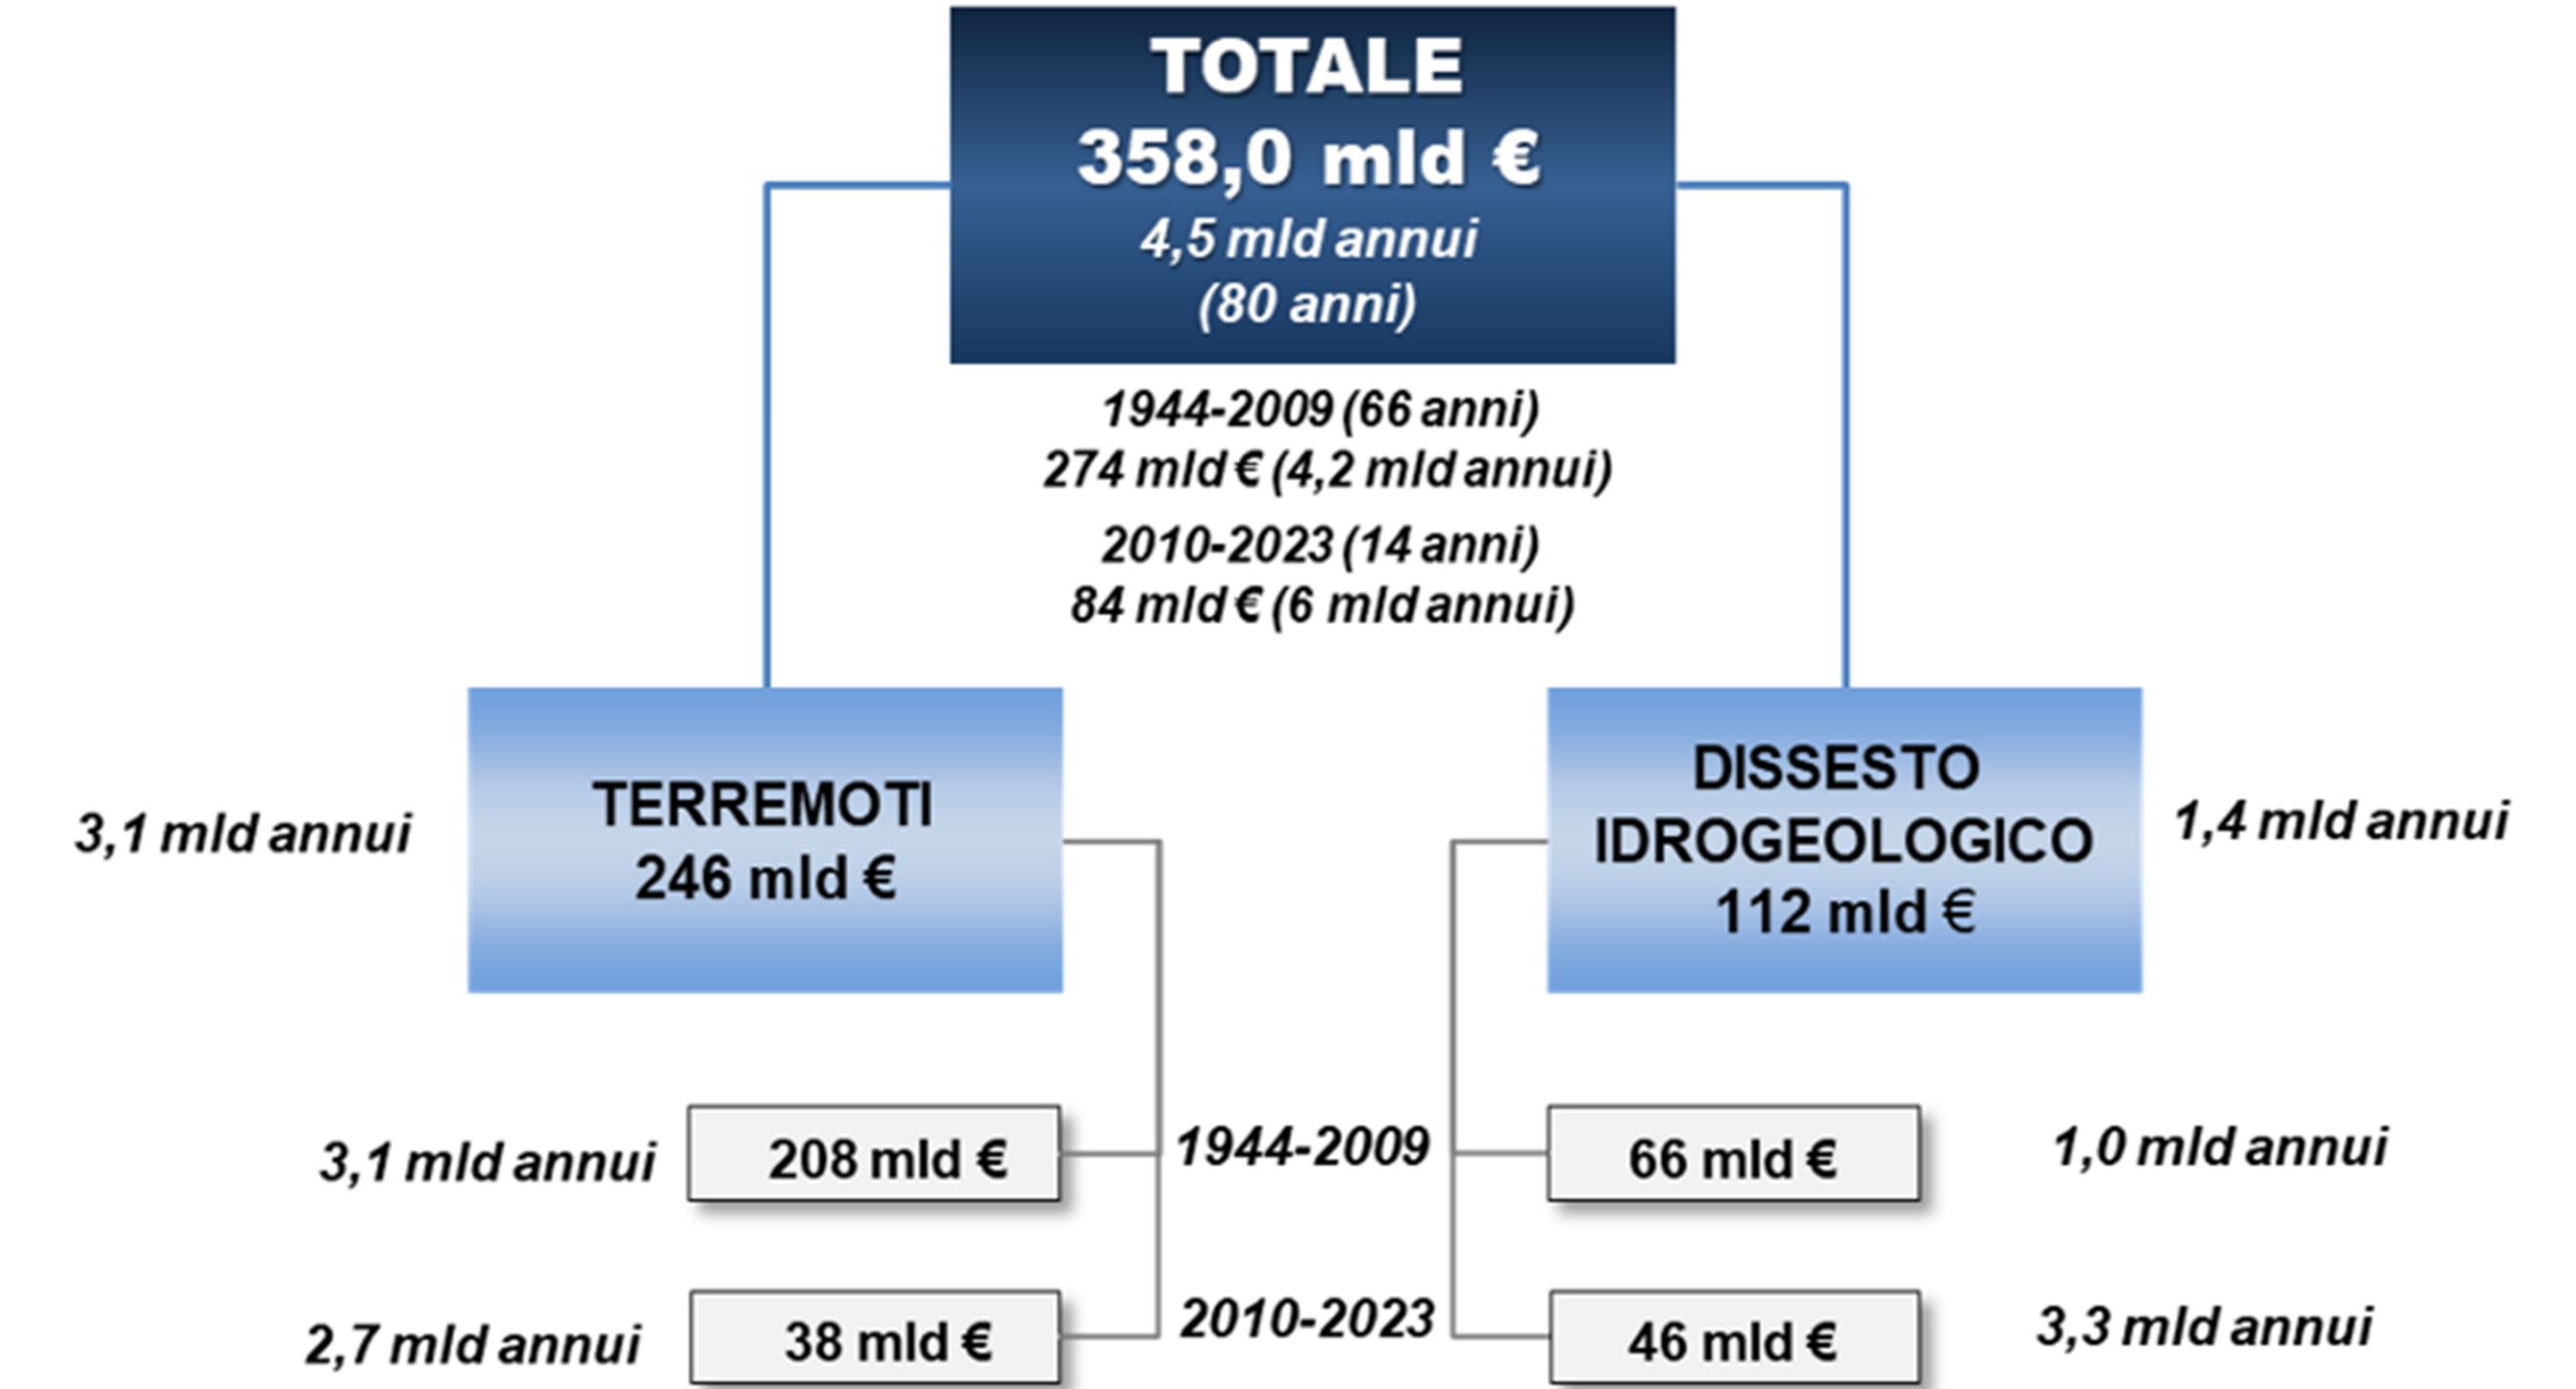 TOTALE
358,0 mld €
4,5 mld annui
(80 anni)
1944-2009 (66 anni)
274 mld € (4,2 mld annui)
2010-2023 (14 anni)
84 mld € (6 mld annui)
3,1 mld annui
TERREMOTI
246 mld €
DISSESTO
IDROGEOLOGICO
112 mld €
1,4 mld annui
3,1 mld annui
208 mld €
1944-2009
66 mld €
1,0 mld annui
2,7 mld annui
38 mld €
2010-2023
46 mld €
3,3 mld annui